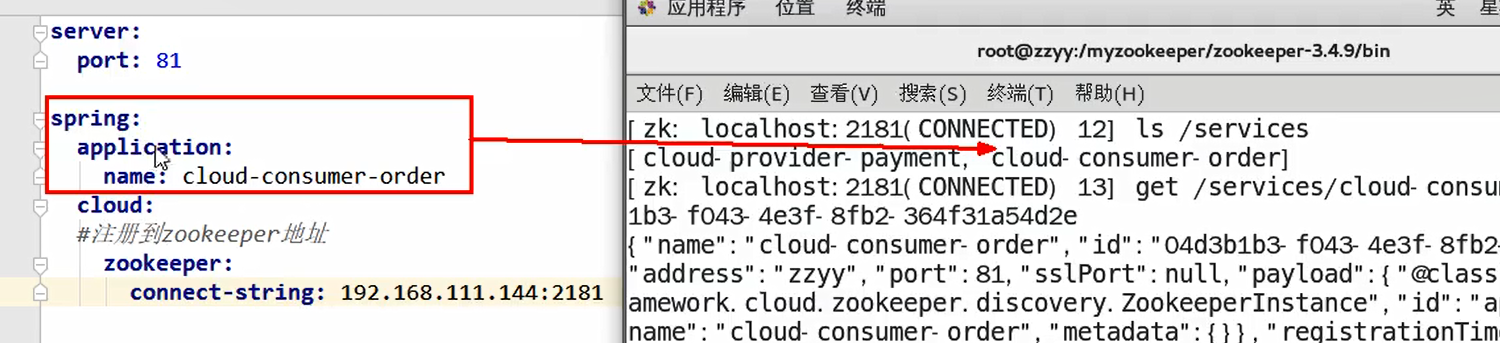 server:
port: 81
spring:
application:
name: cloud-consumer-order
cloud:
#注册到zookeeper地址
zookeeper:
connect-string: 192.168.111.144:2181
应用程序 位置 终端 英
root@zzyy:/myzookeeper/zookeeper-3.4.9/bin
文件(F) 编辑(E) 查看(V) 搜索(S) 终端(T) 帮助(H)
[zk: localhost:2181(CONNECTED) 12] ls /services
[cloud-provider-payment, cloud-consumer-order]
[zk: localhost:2181(CONNECTED) 13] get /services/cloud-consu
1b3-f043-4e3f-8fb2-364f31a54d2e
{"name":"cloud-consumer-order","id":"04d3b1b3-f043-4e3f-8fb2-
"address":"zzyy","port":81,"sslPort":null,"payload":{"@class
amework.cloud.zookeeper.discovery.ZookeeperInstance","id":"a
name":"cloud-consumer-order","metadata":{}},"registrationTim